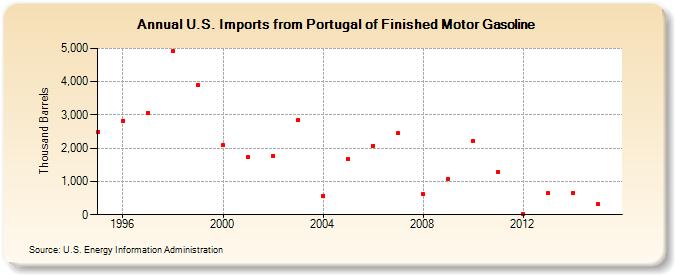 Annual U.S. Imports from Portugal of Finished Motor Gasoline
Thousand Barrels
5,000
4,000
3,000
2,000
1,000
0
1996 2000 2004 2008 2012
Source: U.S. Energy Information Administration